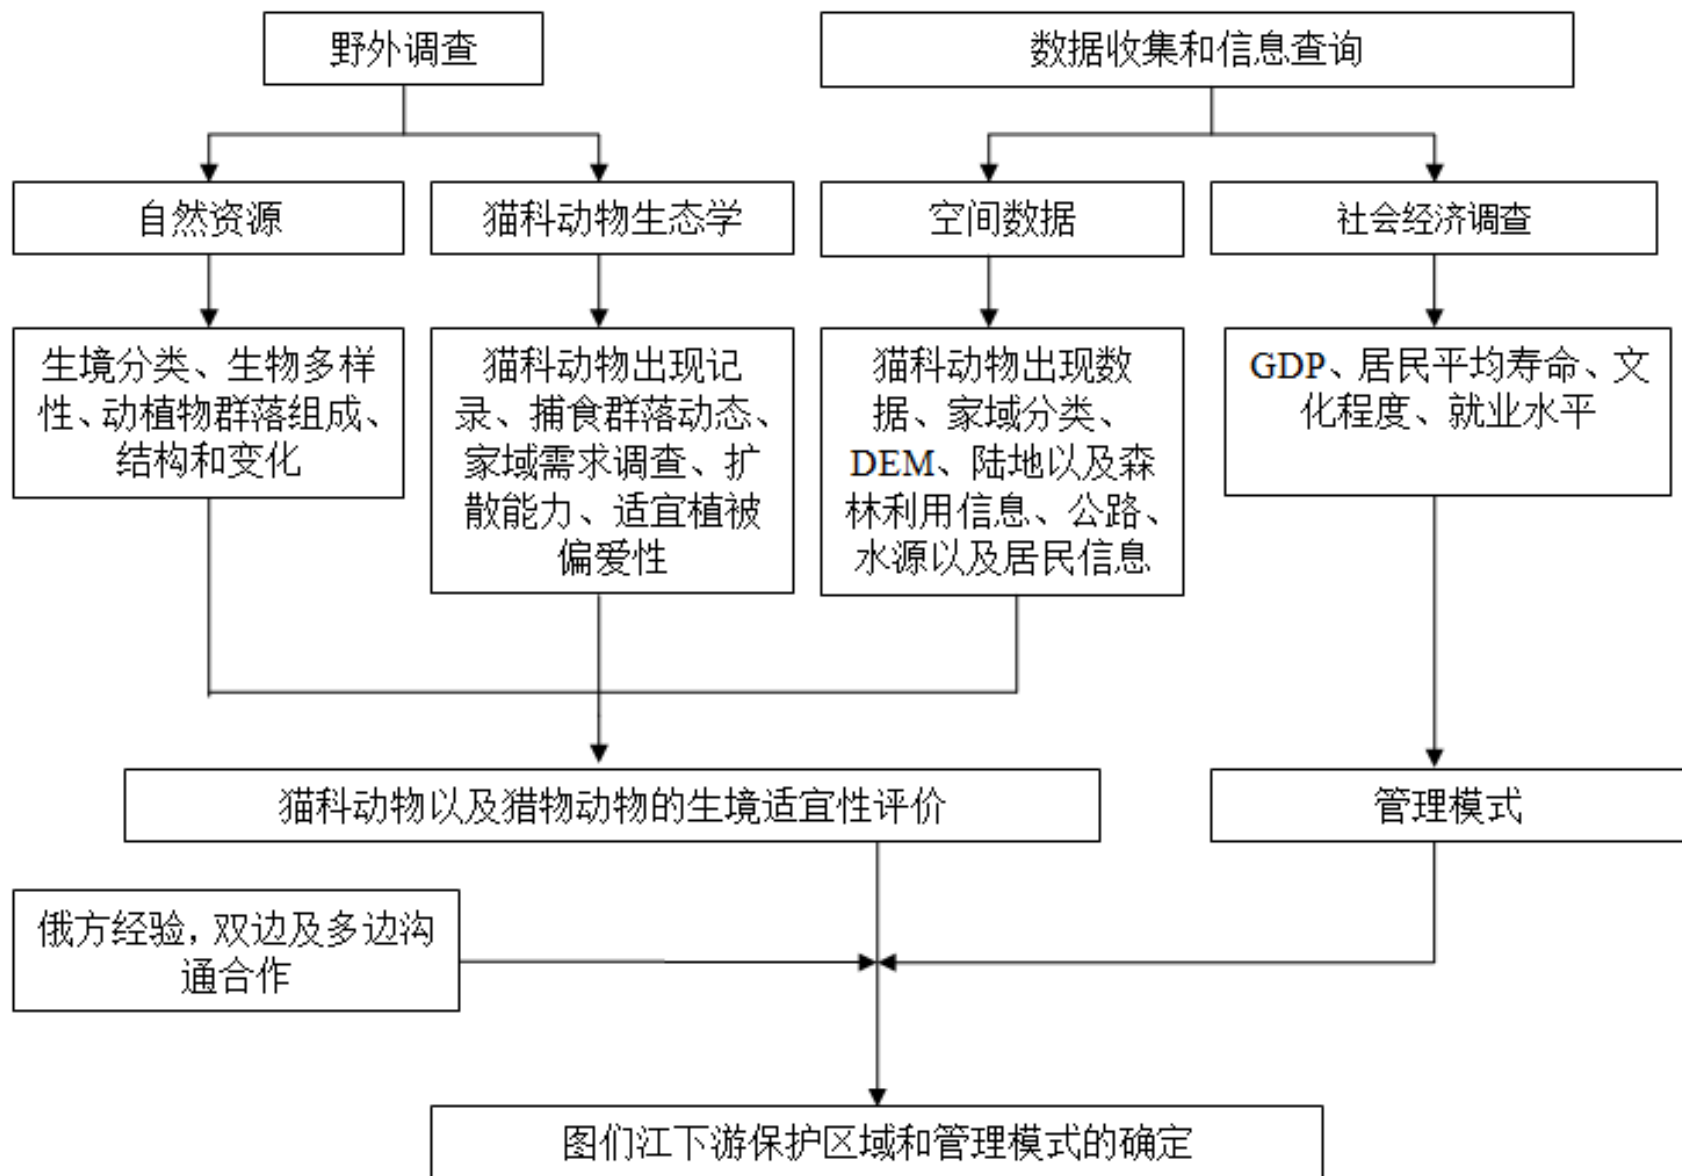 野外调查
数据收集和信息查询
自然资源
猫科动物生态学
空间数据
社会经济调查
生境分类、生物多样
性、动植物群落组成、
结构和变化
猫科动物出现记
录、捕食群落动态、
家域需求调查、扩
散能力、适宜植被
偏爱性
猫科动物出现数
据、家域分类、
DEM、陆地以及森
林利用信息、公路、
水源以及居民信息
GDP、居民平均寿命、文
化程度、就业水平
猫科动物以及猎物动物的生境适宜性评价
管理模式
俄方经验，双边及多边沟
通合作
图们江下游保护区域和管理模式的确定